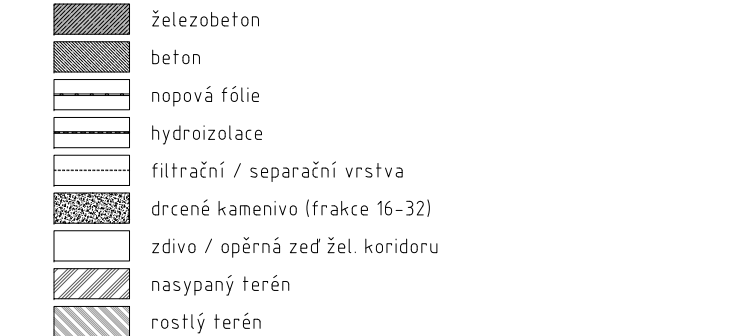 železobeton
beton
nopová fólie
hydroizolace
filtrační / separační vrstva
drcené kamenivo (frakce 16-32)
zdivo / opěrná zeď žel. koridoru
nasypaný terén
rostlý terén